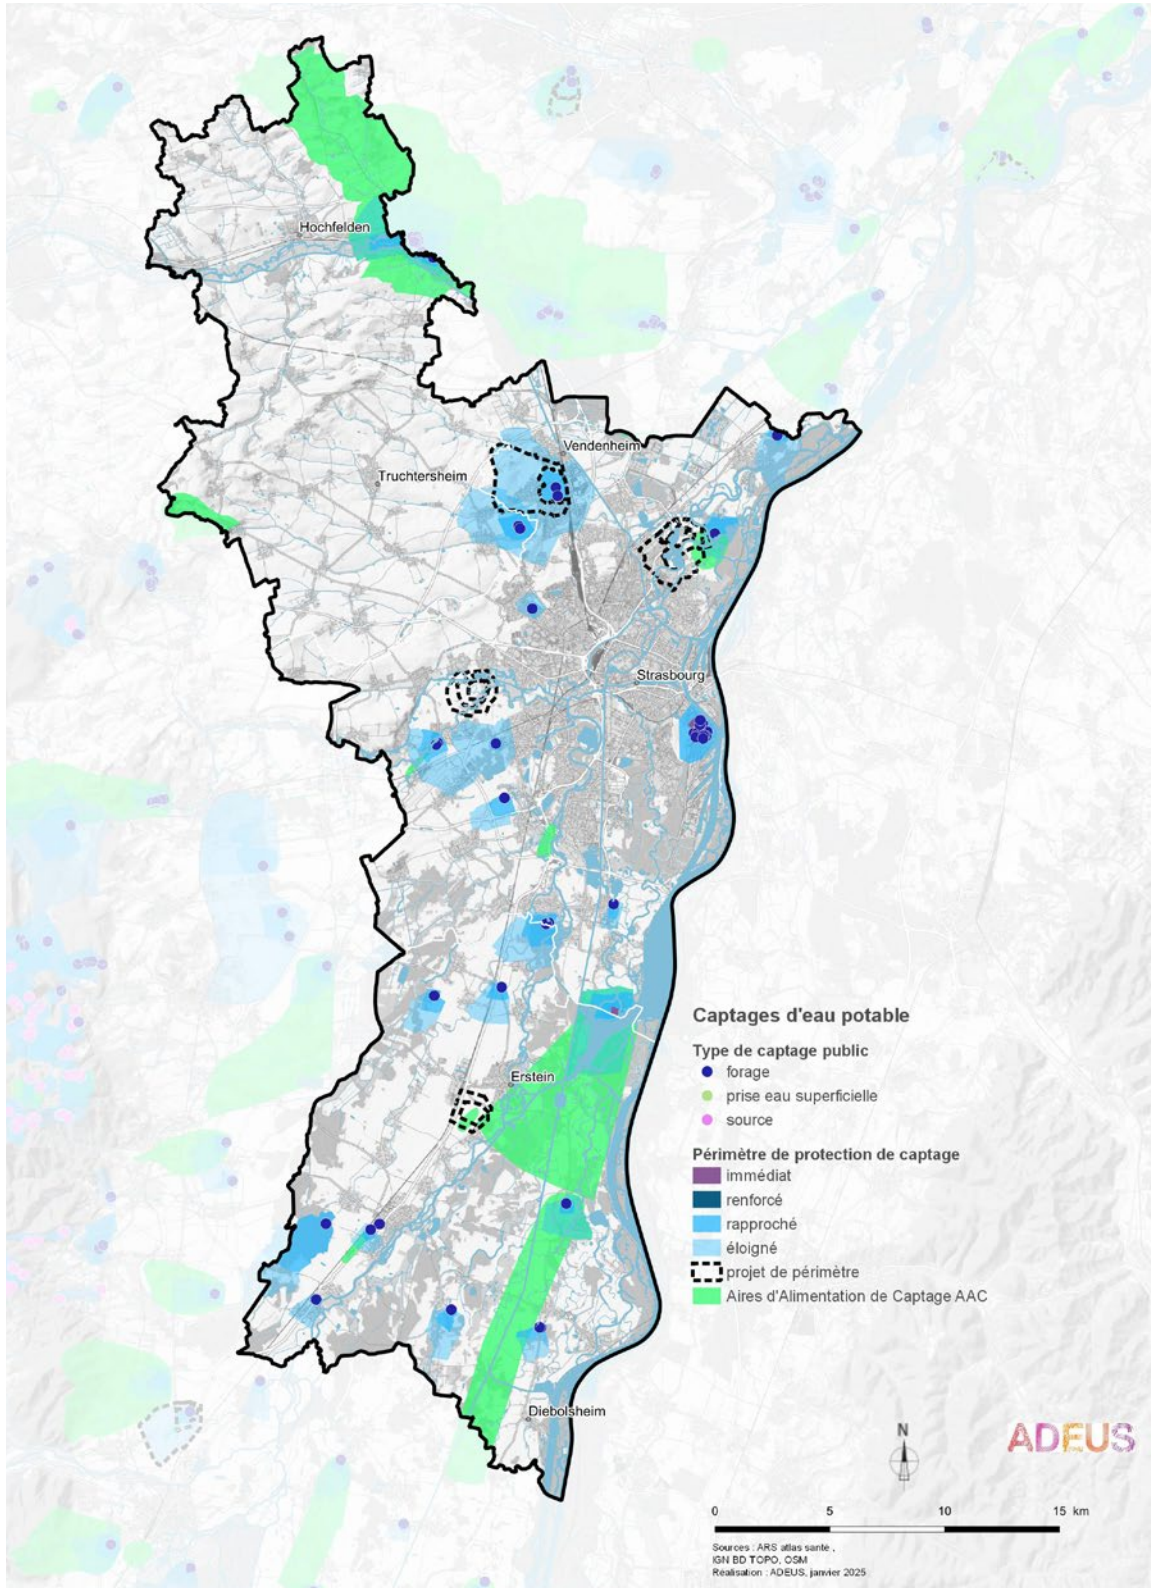 Hochfelden
Vendenheim
Truchtersheim
Strasbourg
Erstein
Diebolsheim
Captages d'eau potable
Type de captage public
forage
prise eau superficielle
source
Périmètre de protection de captage
immédiat
renforcé
rapproché
éloigné
projet de périmètre
Aires d'Alimentation de Captage AAC
N
ADEUS
0 5 10 15 km
Sources : ARS atlas santé ,
IGN BD TOPO, OSM
Réalisation : ADEUS, janvier 2025